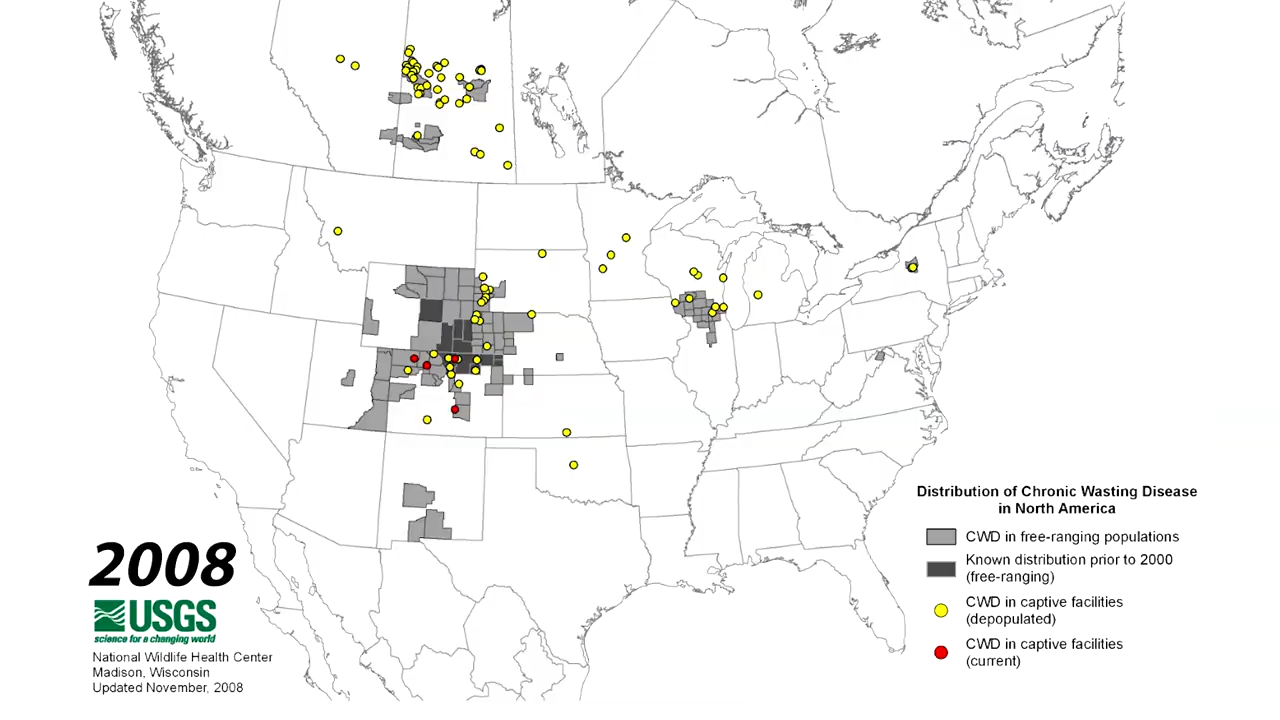 Distribution of Chronic Wasting Disease
in North America
CWD in free-ranging populations
Known distribution prior to 2000
(free-ranging)
CWD in captive facilities
(depopulated)
CWD in captive facilities
(current)
2008
USGS
science for a changing world
National Wildlife Health Center
Madison, Wisconsin
Updated November, 2008